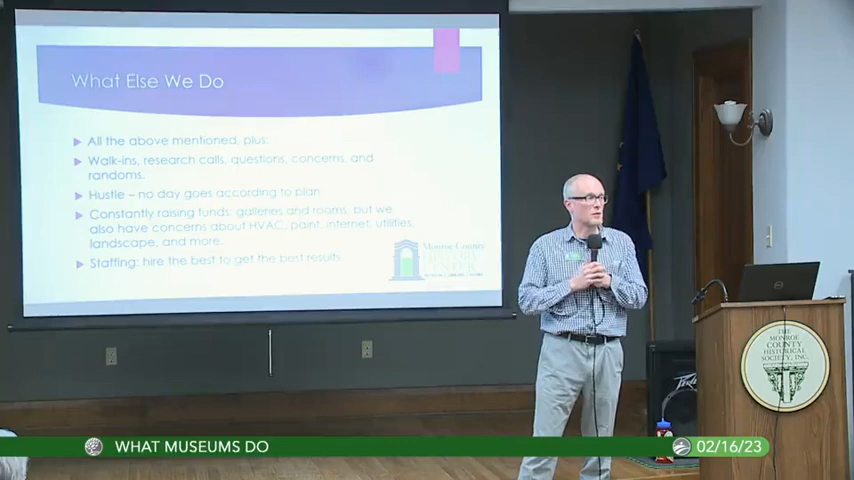 What Else We Do
All the above mentioned, plus:
Walk-ins, research calls, questions, concerns, and
randoms.
Hustle – no day goes according to plan
Constantly raising funds: galleries and rooms, but we
also have concerns about HVAC, paint, internet, utilities,
landscape, and more.
Staffing: hire the best to get the best results.
Monroe County
HISTORY CENTER
THE
MONROE
COUNTY
HISTORICAL
SOCIETY, INC.
DELL
WHAT MUSEUMS DO
02/16/23